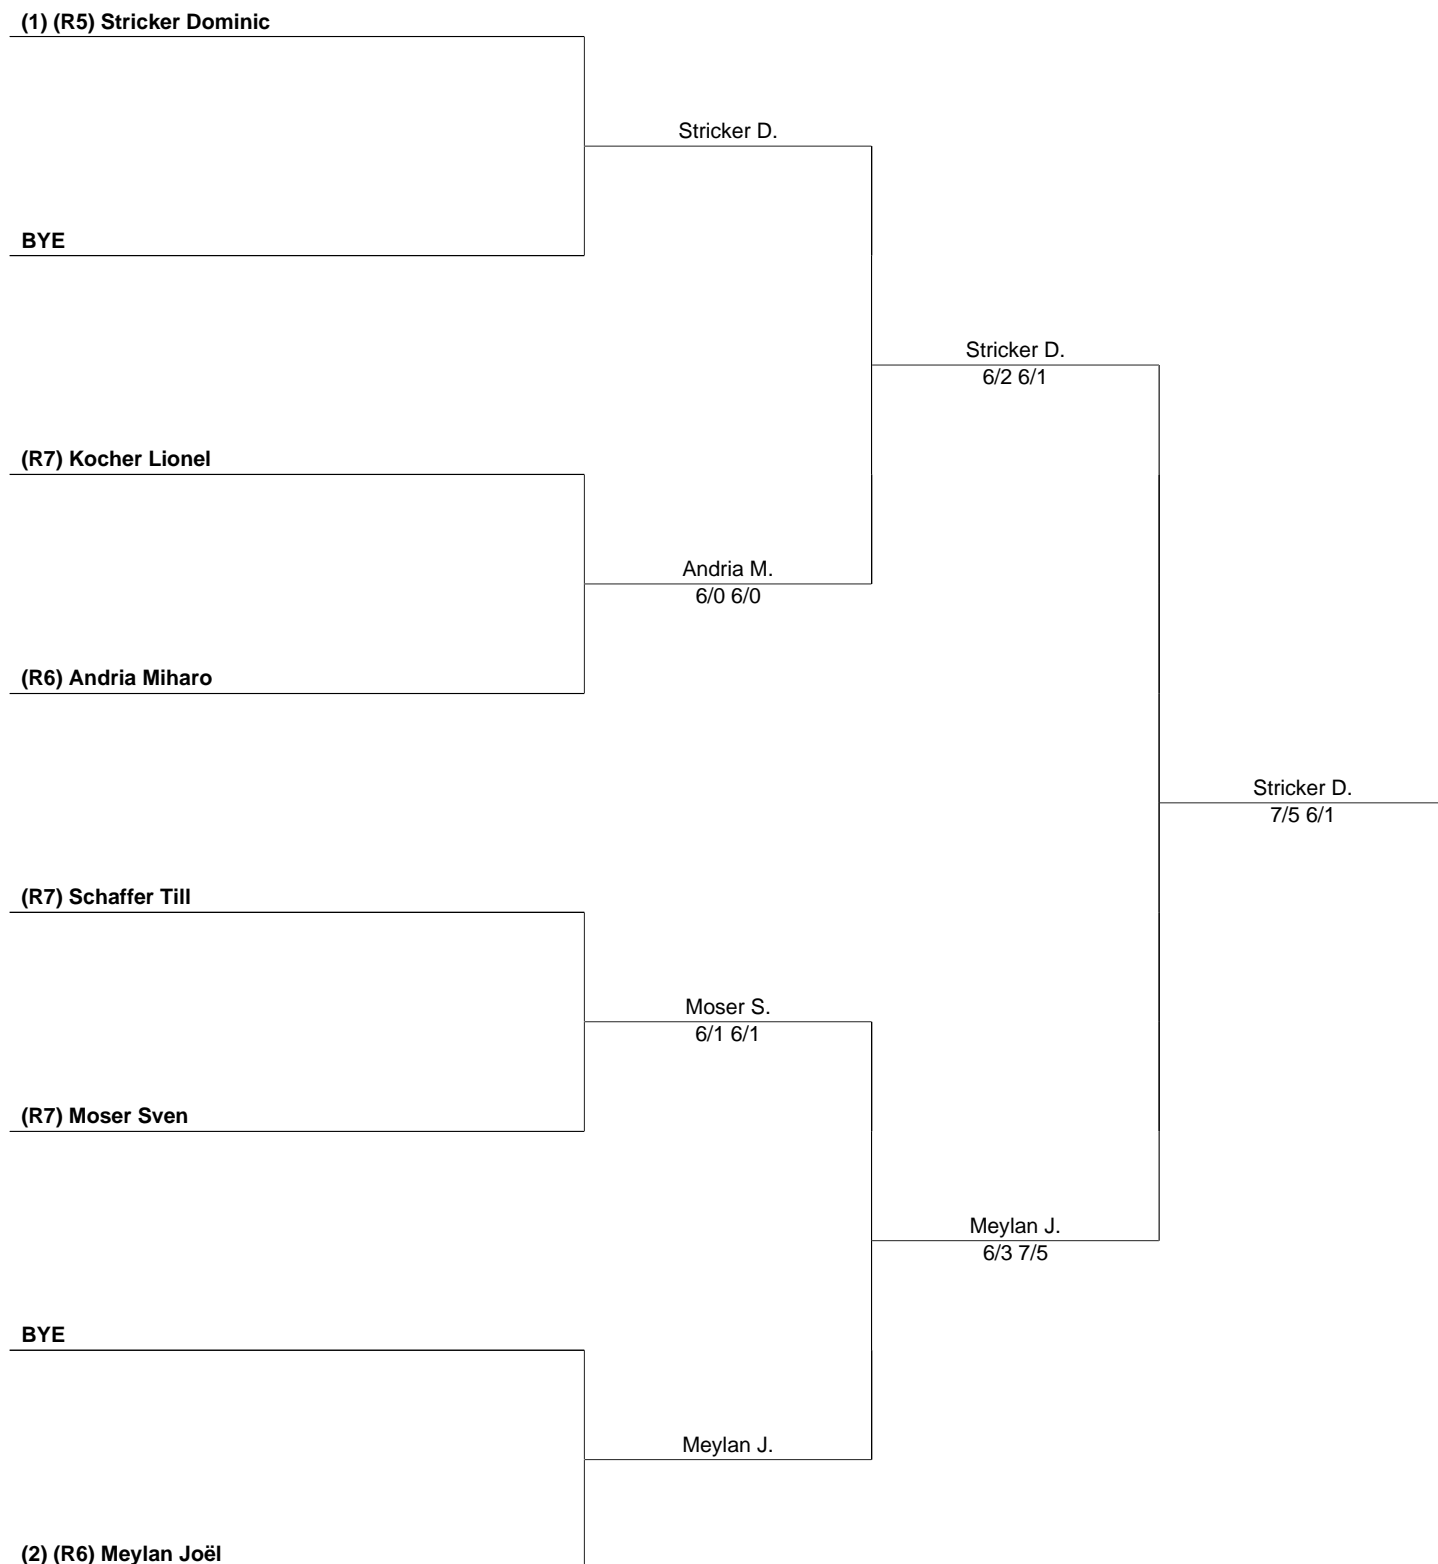 (1) (R5) Stricker Dominic
Stricker D.
BYE
Stricker D.
6/2 6/1
(R7) Kocher Lionel
Andria M.
6/0 6/0
(R6) Andria Miharo
Stricker D.
7/5 6/1
(R7) Schaffer Till
Moser S.
6/1 6/1
(R7) Moser Sven
Meylan J.
6/3 7/5
BYE
Meylan J.
(2) (R6) Meylan Joël